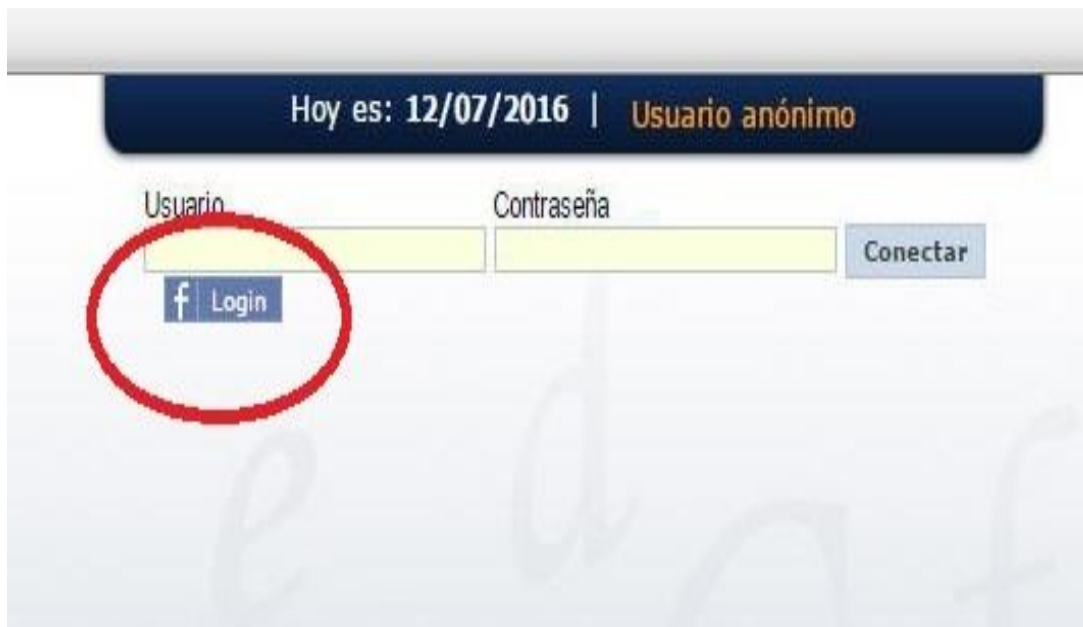 Hoy es: 12/07/2016 | Usuario anónimo
Usuario Contraseña
Conectar
f Login
e d a f